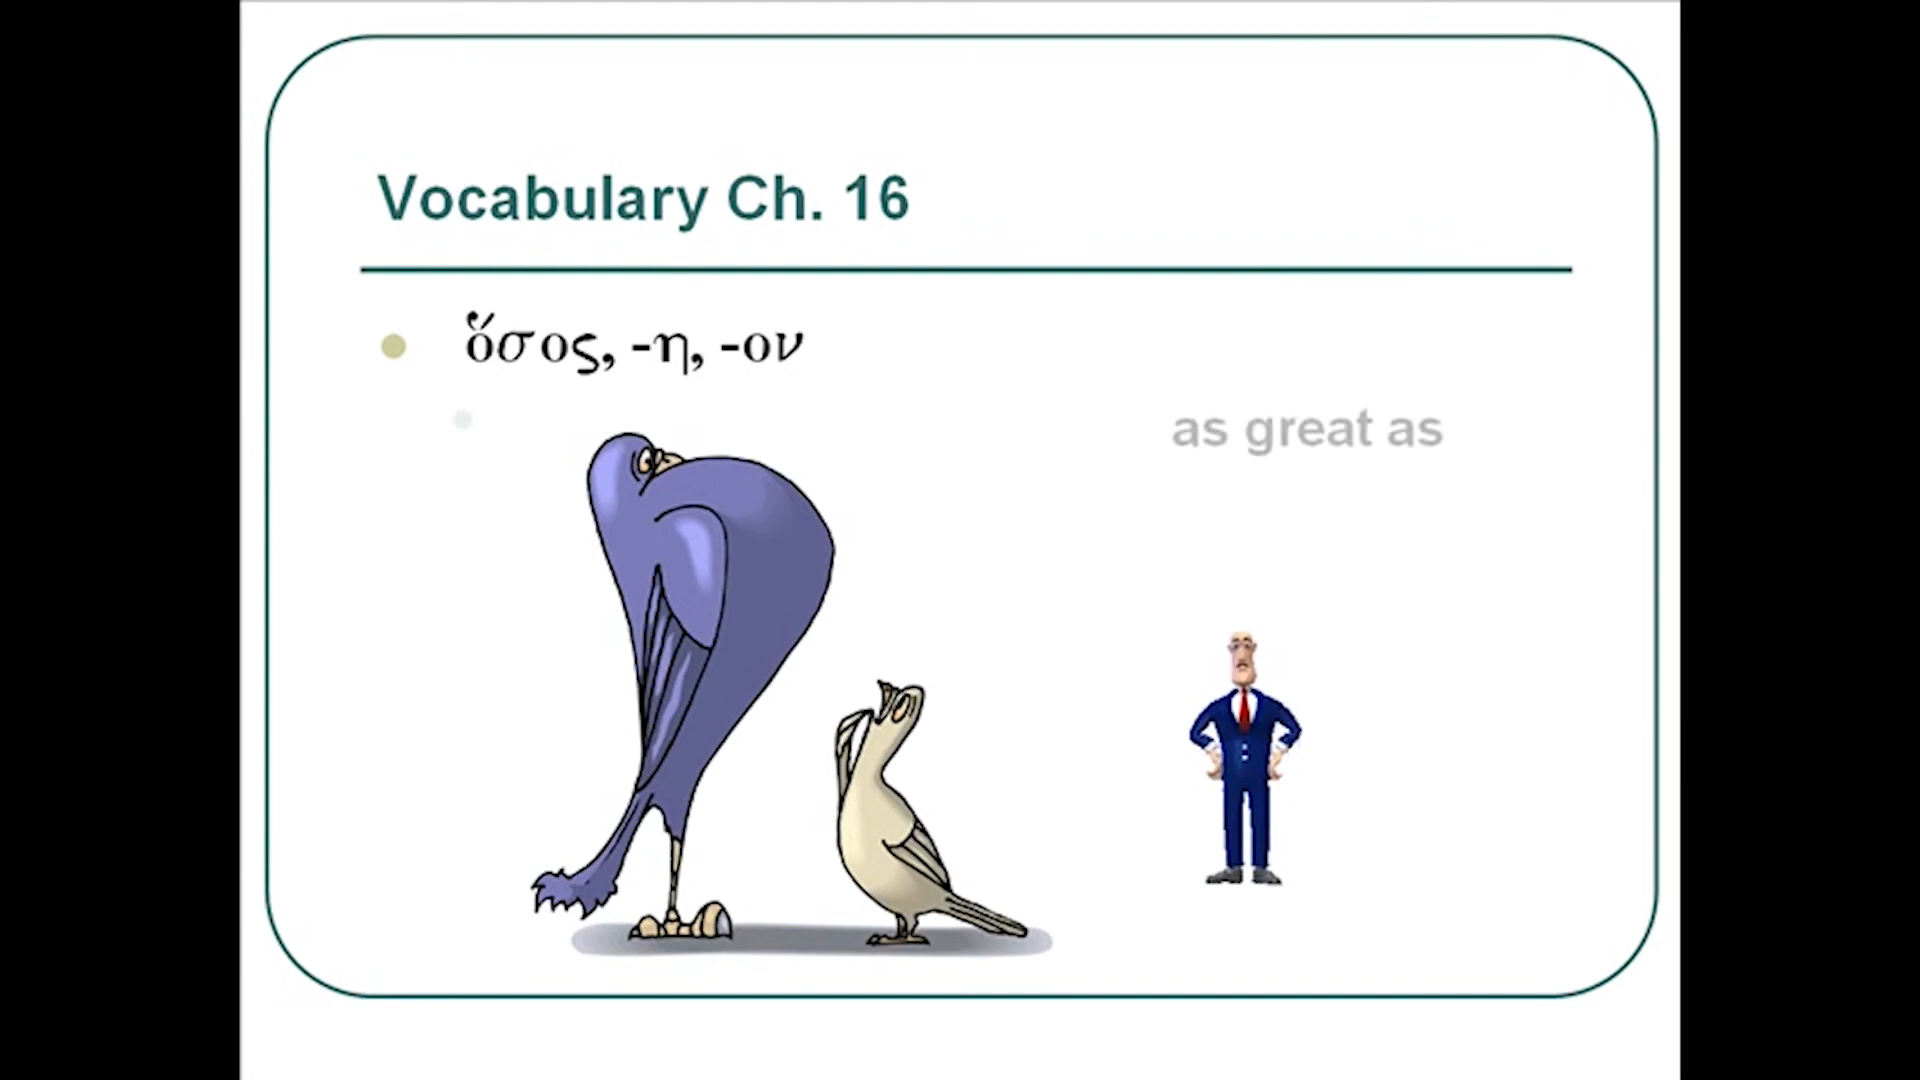 Vocabulary Ch. 16
ὅσος, -η, -ον
as great as